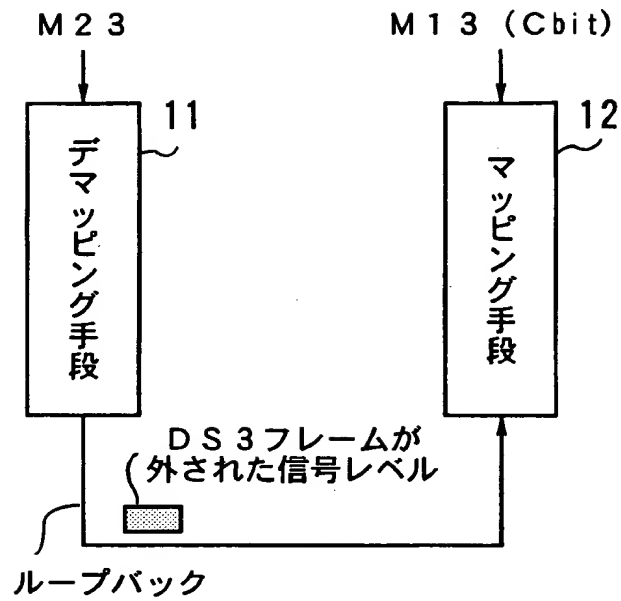 M23
M13 (Cbit)
11
12
デマッピング手段
マッピング手段
DS3フレームが
外された信号レベル
ループバック